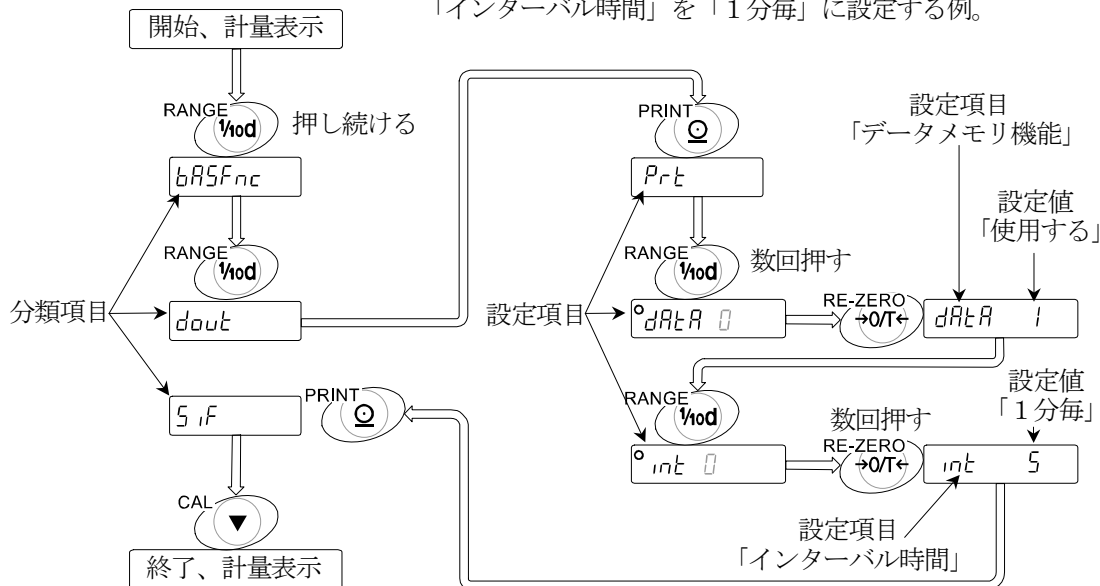 「インターバル時間」を「１分毎」に設定する例。
開始、計量表示
RANGE
1/10d
押し続ける
bASFnc
RANGE
1/10d
分類項目
dout
PRINT
Prt
RANGE
1/10d
数回押す
設定項目
「データメモリ機能」
設定値
「使用する」
設定項目
dAtA 0
RE-ZERO
→0/T←
dAtA 1
RANGE
1/10d
int 0
数回押す
RE-ZERO
→0/T←
設定値
「１分毎」
int 5
設定項目
「インターバル時間」
PRINT
SiF
CAL
終了、計量表示